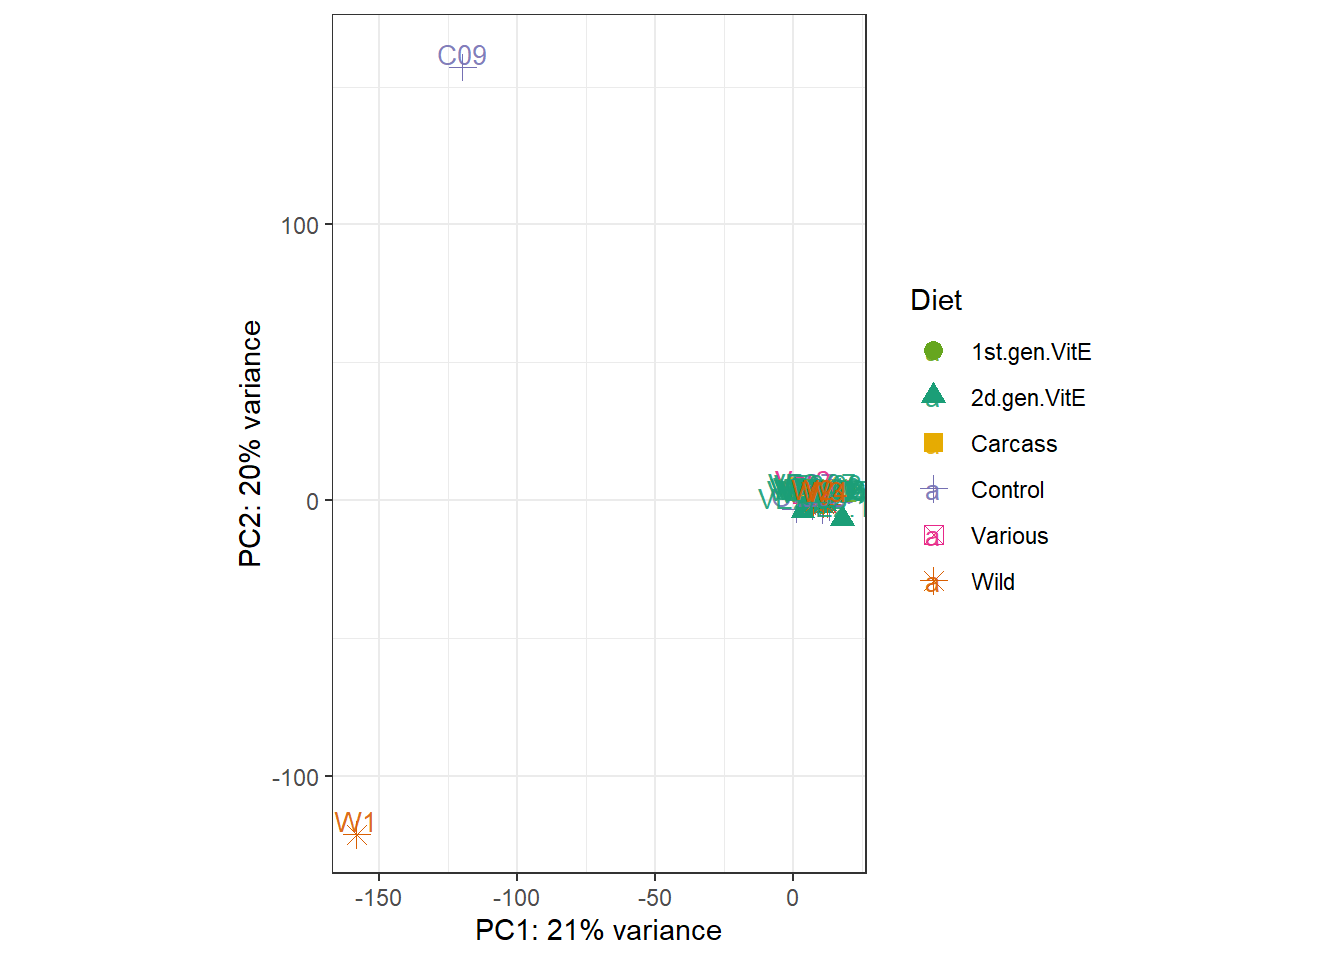 C09
100
0
-100
W1
-150
-100
-50
0
PC1: 21% variance
PC2: 20% variance
Diet
a 1st.gen.VitE
a 2d.gen.VitE
a Carcass
a Control
a Various
a Wild